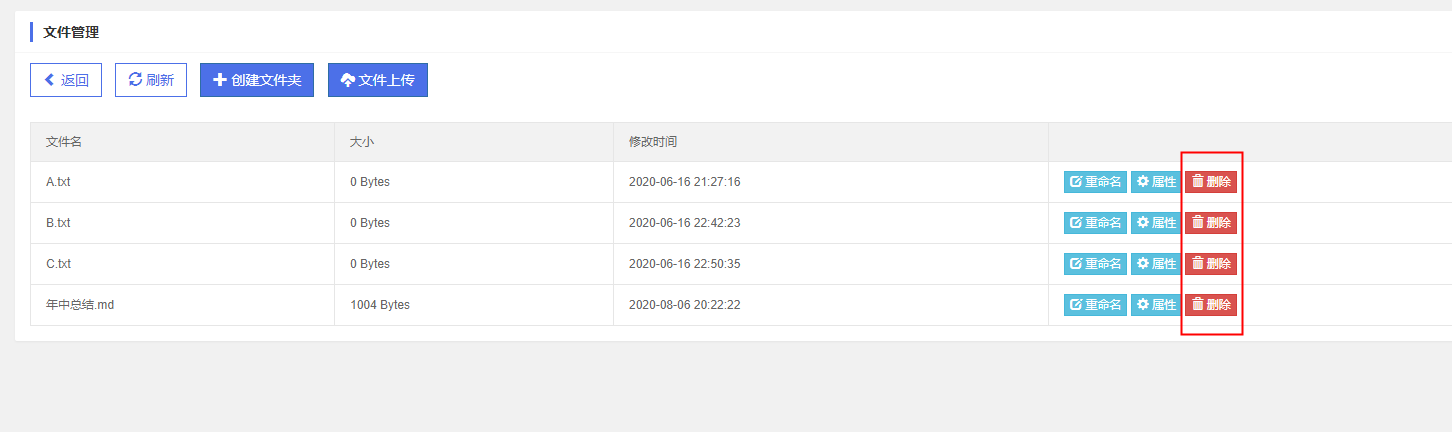 文件管理
返回 刷新 创建文件夹 文件上传
文件名 大小 修改时间
A.txt 0 Bytes 2020-06-16 21:27:16 重命名 属性 删除
B.txt 0 Bytes 2020-06-16 22:42:23 重命名 属性 删除
C.txt 0 Bytes 2020-06-16 22:50:35 重命名 属性 删除
年中总结.md 1004 Bytes 2020-08-06 20:22:22 重命名 属性 删除